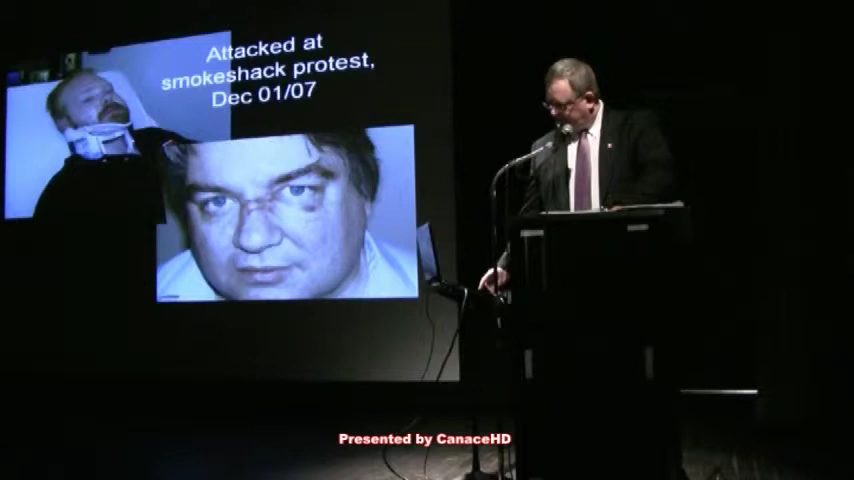 Attacked at
smokeshack protest,
Dec 01/07
Presented by CanaceHD